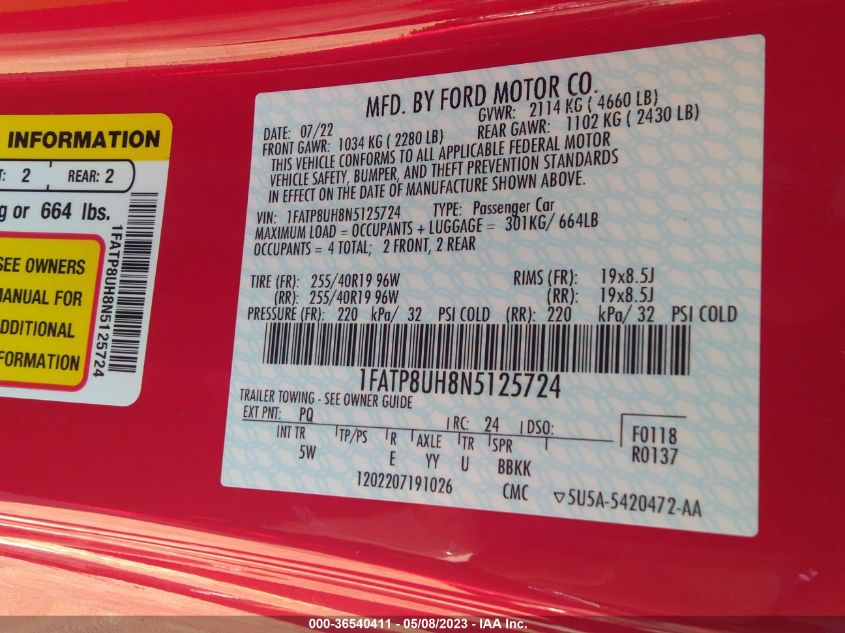 INFORMATION
2
REAR: 2
or 664 lbs.
SEE OWNERS
MANUAL FOR
ADDITIONAL
INFORMATION
1FATP8UH8N5125724
MFD. BY FORD MOTOR CO.
DATE: 07/22 GVWR: 2114 KG ( 4660 LB)
FRONT GAWR: 1034 KG ( 2280 LB) REAR GAWR: 1102 KG ( 2430 LB)
THIS VEHICLE CONFORMS TO ALL APPLICABLE FEDERAL MOTOR
VEHICLE SAFETY, BUMPER, AND THEFT PREVENTION STANDARDS
IN EFFECT ON THE DATE OF MANUFACTURE SHOWN ABOVE.
VIN: 1FATP8UH8N5125724 TYPE: Passenger Car
MAXIMUM LOAD = OCCUPANTS + LUGGAGE = 301KG/ 664LB
OCCUPANTS = 4 TOTAL; 2 FRONT, 2 REAR
TIRE (FR): 255/40R19 96W RIMS (FR): 19x8.5J
(RR): 255/40R19 96W (RR): 19x8.5J
PRESSURE (FR): 220 kPa/ 32 PSI COLD (RR): 220 kPa/ 32 PSI COLD
1FATP8UH8N5125724
TRAILER TOWING - SEE OWNER GUIDE
EXT PNT: PQ RC: 24 DSO: F0118
INT TR TP/PS R AXLE TR SPR R0137
5W E YY U BBKK
1202207191026 CMC ▽5U5A-5420472-AA
000-36540411 - 05/08/2023 - IAA Inc.